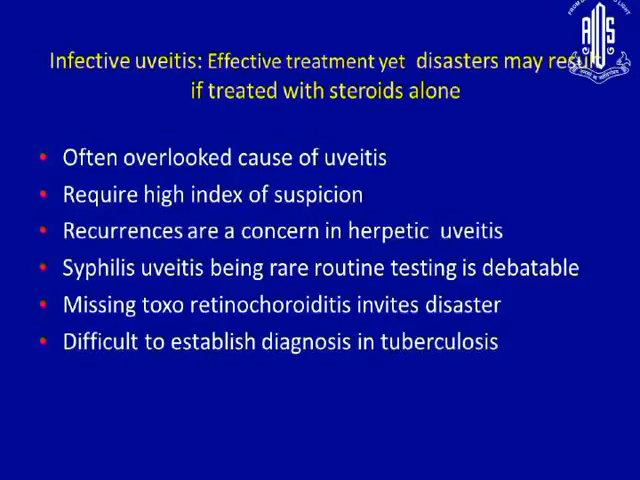 Infective uveitis: Effective treatment yet disasters may result
if treated with steroids alone
• Often overlooked cause of uveitis
• Require high index of suspicion
• Recurrences are a concern in herpetic uveitis
• Syphilis uveitis being rare routine testing is debatable
• Missing toxo retinochoroiditis invites disaster
• Difficult to establish diagnosis in tuberculosis